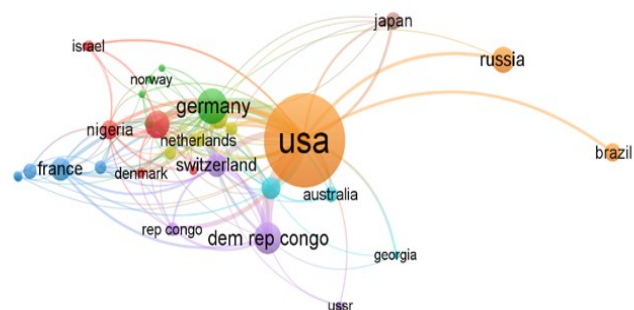 japan
israel
russia
norway
germany
nigeria
usa
netherlands
brazil
france
switzerland
denmark
australia
rep congo
dem rep congo
georgia
ussr